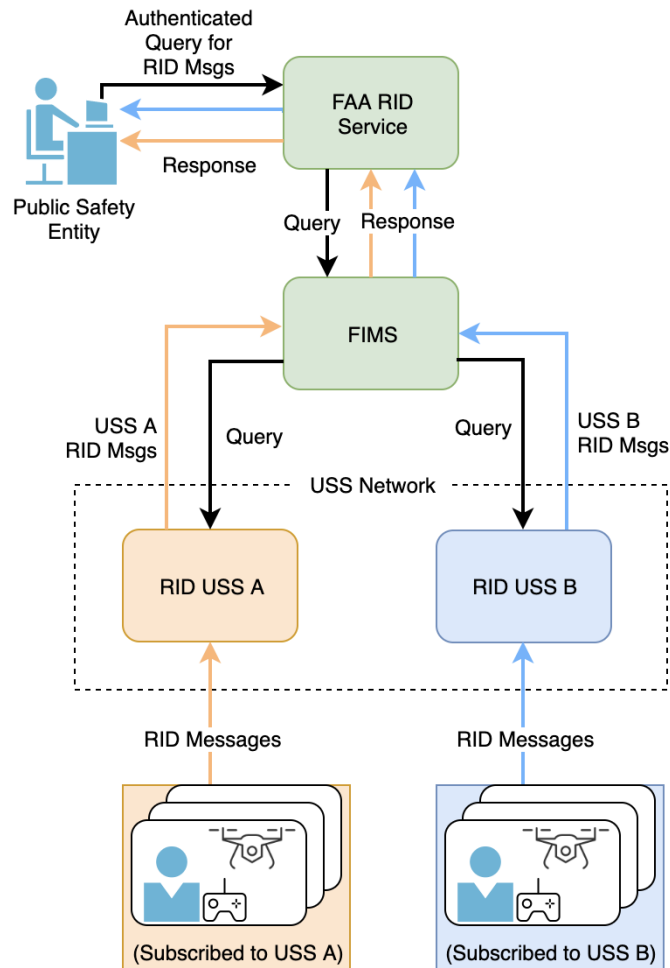 Authenticated
Query for
RID Msgs
FAA RID
Service
Response
Public Safety
Entity
Query
Response
FIMS
USS A
RID Msgs
Query
Query
USS B
RID Msgs
USS Network
RID USS A
RID USS B
RID Messages
RID Messages
(Subscribed to USS A)
(Subscribed to USS B)